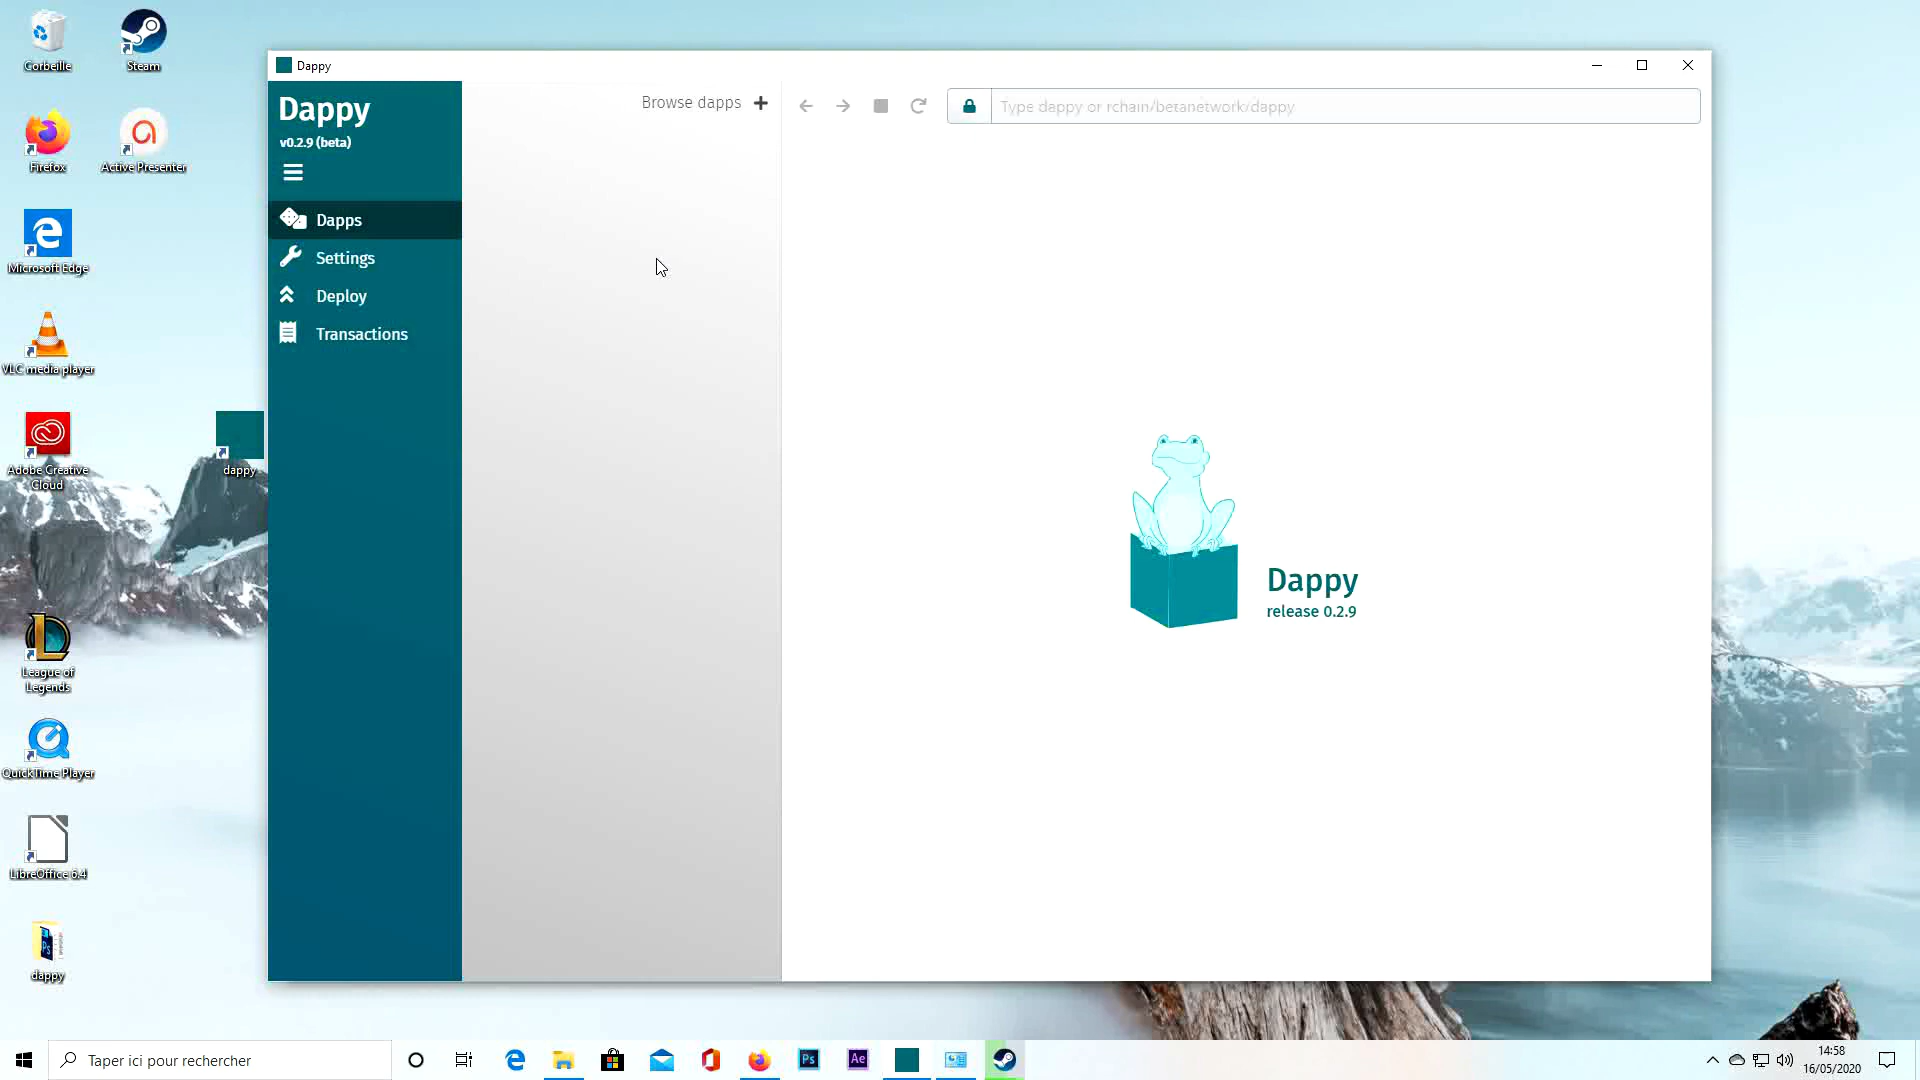 Corbeille
Steam
Firefox
Active Presenter
Microsoft Edge
VLC media player
Adobe Creative
Cloud
dappy
League of
Legends
QuickTime Player
LibreOffice 6.4
dappy
Dappy
Dappy
v0.2.9 (beta)
Dapps
Settings
Deploy
Transactions
Browse dapps
Type dappy or rchain/betanetwork/dappy
Dappy
release 0.2.9
Taper ici pour rechercher
Ps
Ae
14:58
16/05/2020